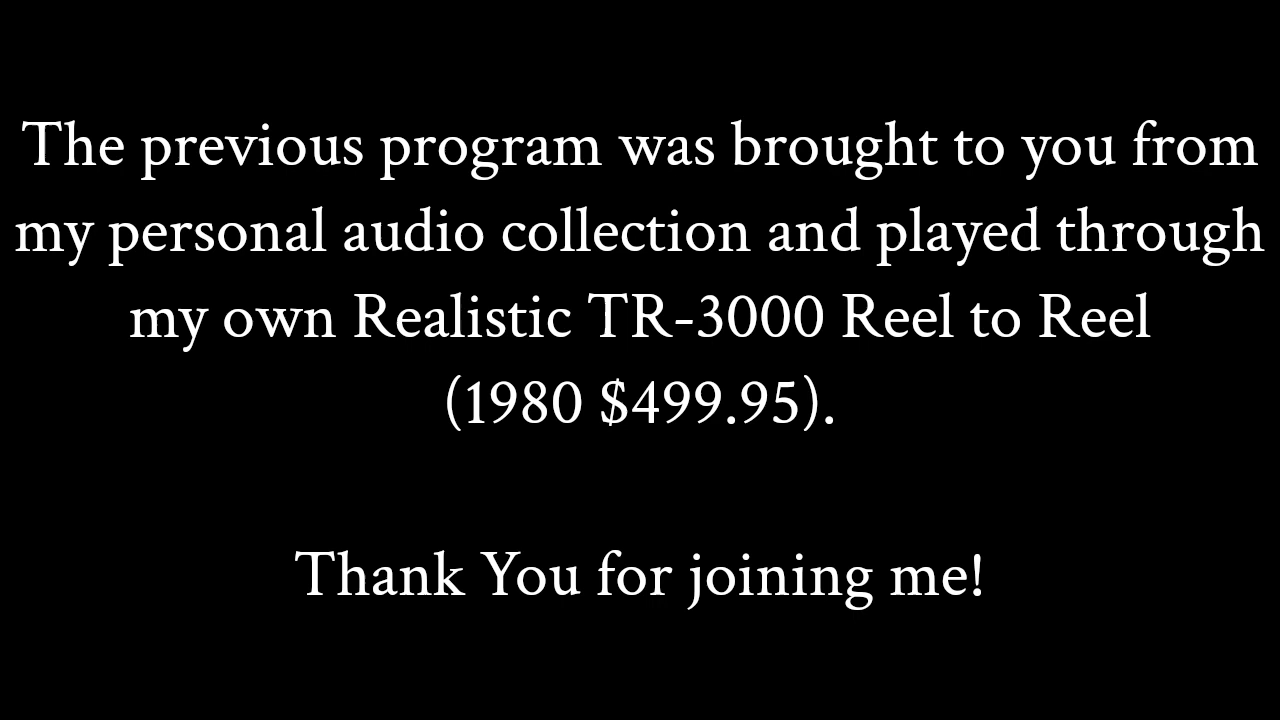 The previous program was brought to you from
my personal audio collection and played through
my own Realistic TR-3000 Reel to Reel
(1980 $499.95).
Thank You for joining me!